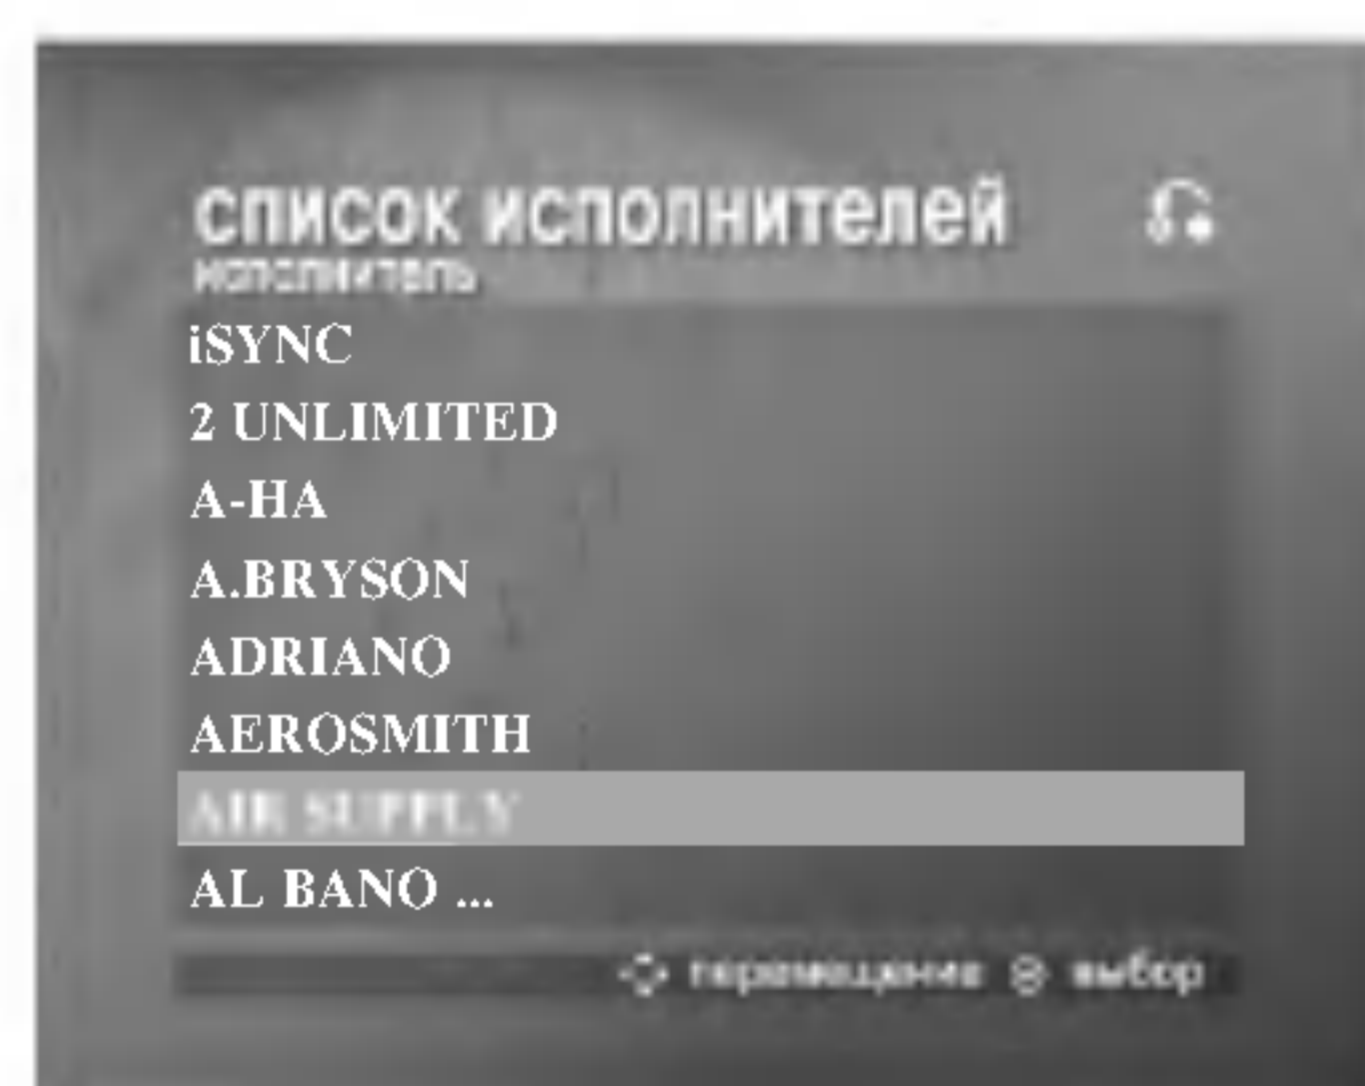 список исполнителей
исполнитель
iSYNC
2 UNLIMITED
A-HA
A.BRYSON
ADRIANO
AEROSMITH
AIR SUPPLY
AL BANO ...
перемещение выбор